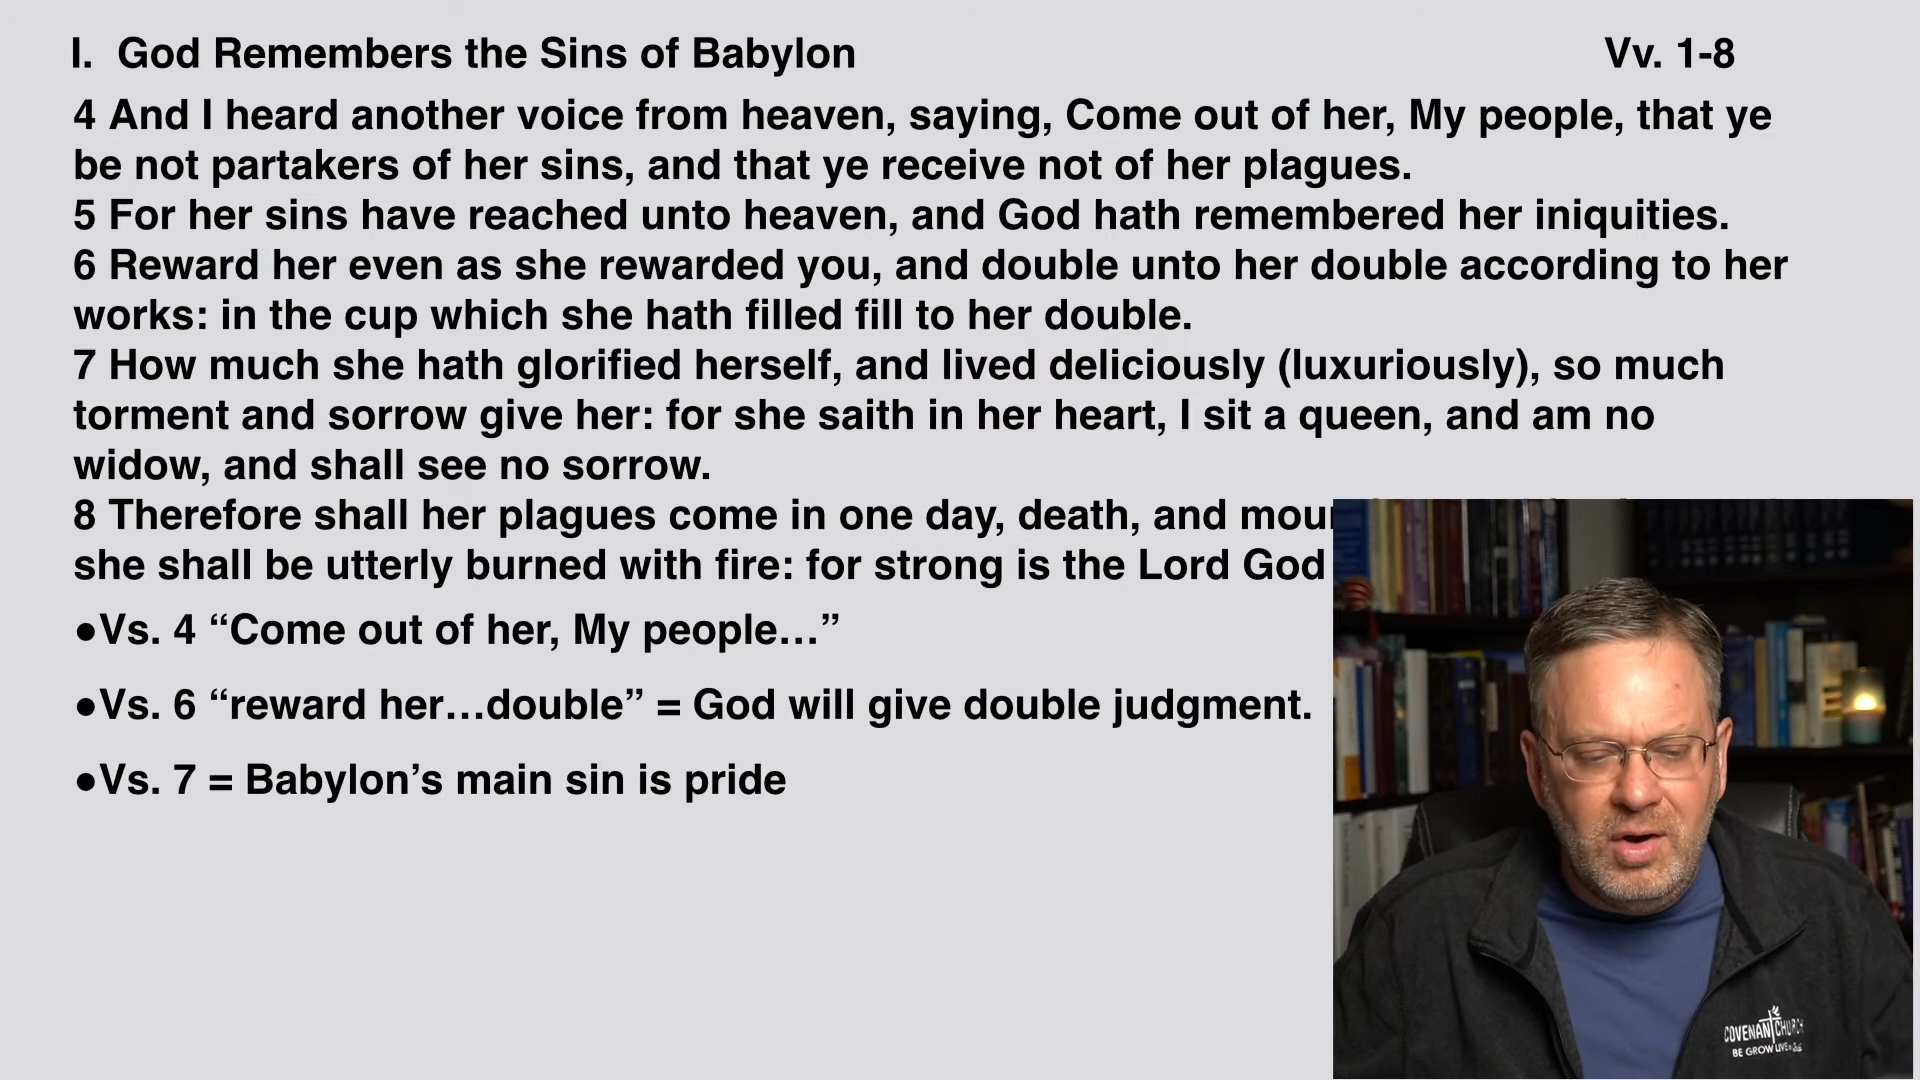 I. God Remembers the Sins of Babylon Vv. 1-8
4 And I heard another voice from heaven, saying, Come out of her, My people, that ye
be not partakers of her sins, and that ye receive not of her plagues.
5 For her sins have reached unto heaven, and God hath remembered her iniquities.
6 Reward her even as she rewarded you, and double unto her double according to her
works: in the cup which she hath filled fill to her double.
7 How much she hath glorified herself, and lived deliciously (luxuriously), so much
torment and sorrow give her: for she saith in her heart, I sit a queen, and am no
widow, and shall see no sorrow.
8 Therefore shall her plagues come in one day, death, and
she shall be utterly burned with fire: for strong is the Lord God
●Vs. 4 “Come out of her, My people…”
●Vs. 6 “reward her…double” = God will give double judgment.
●Vs. 7 = Babylon’s main sin is pride
COVENANT CHURCH
BE GROW LIVE